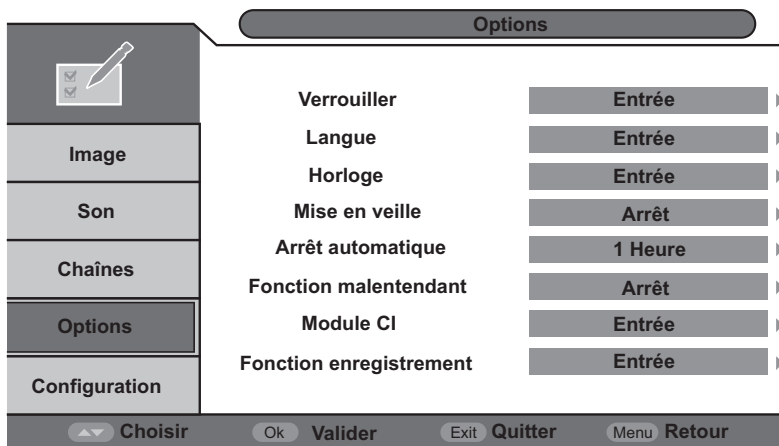 Options
Verrouiller Entrée
Langue Entrée
Horloge Entrée
Mise en veille Arrêt
Arrêt automatique 1 Heure
Fonction malentendant Arrêt
Module CI Entrée
Fonction enregistrement Entrée
Image
Son
Chaînes
Options
Configuration
Choisir Ok Valider Exit Quitter Menu Retour